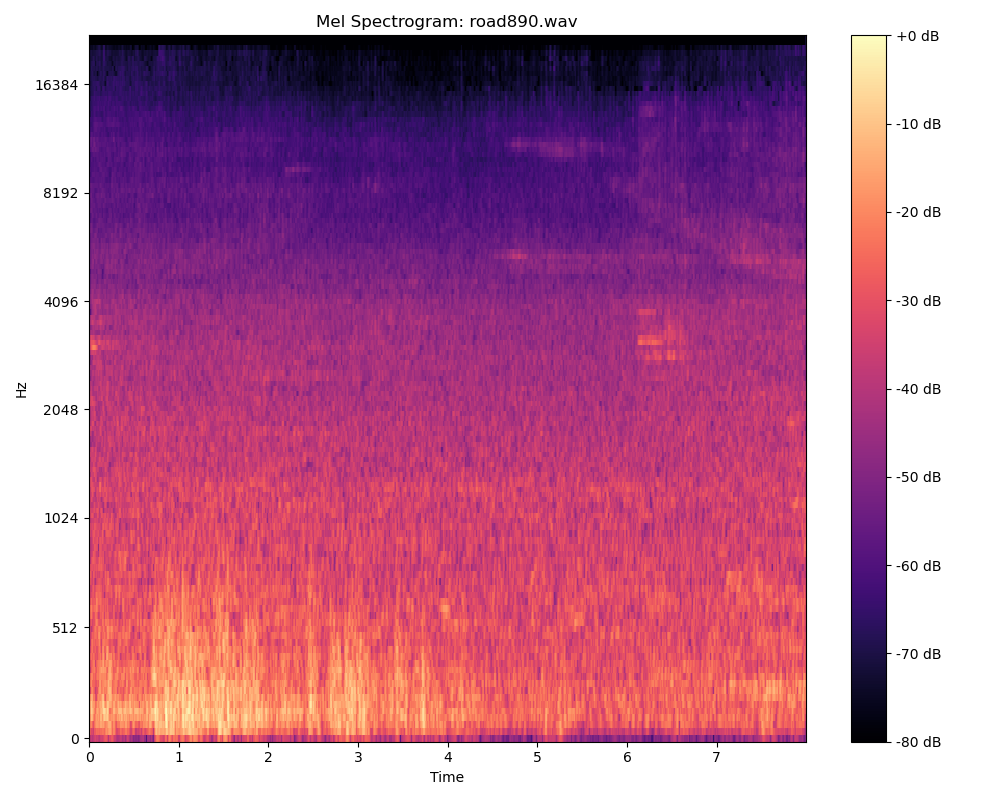 Mel Spectrogram: road890.wav
+0 dB
16384
-10 dB
8192
-20 dB
4096
-30 dB
Hz
2048
-40 dB
-50 dB
1024
-60 dB
512
-70 dB
0
-80 dB
0 1 2 3 4 5 6 7
Time